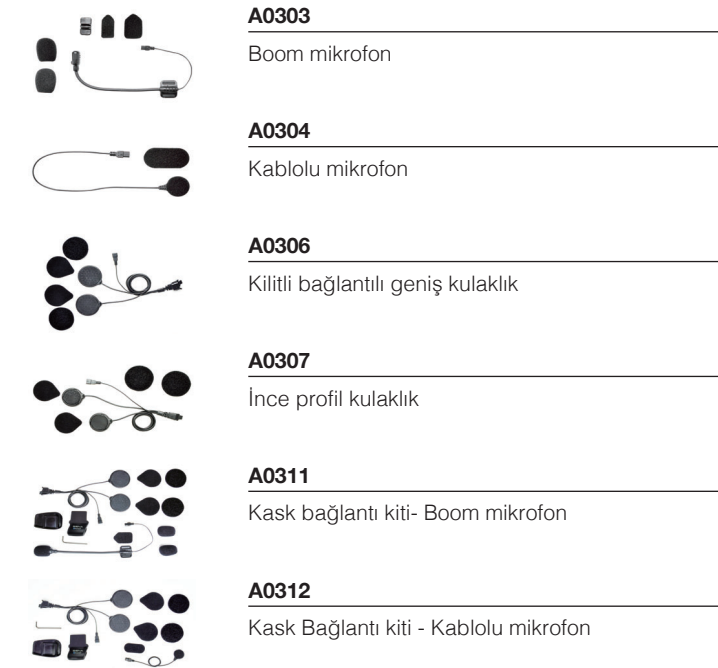 A0303
Boom mikrofon
A0304
Kablolu mikrofon
A0306
Kilitli bağlantılı geniş kulaklık
A0307
İnce profil kulaklık
A0311
Kask bağlantı kiti- Boom mikrofon
A0312
Kask Bağlantı kiti - Kablolu mikrofon